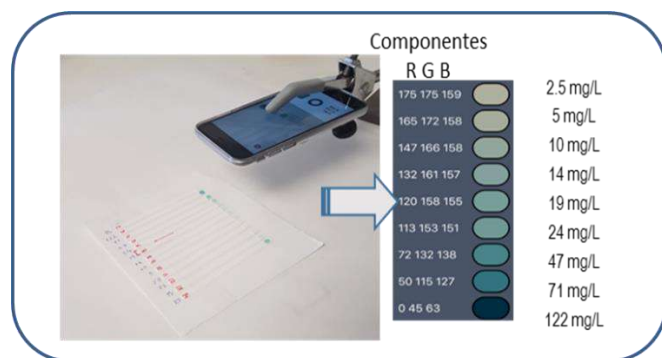 Componentes
R G B
175 175 159 2.5 mg/L
165 172 158 5 mg/L
147 166 158 10 mg/L
132 161 157 14 mg/L
120 158 155 19 mg/L
113 153 151 24 mg/L
72 132 138 47 mg/L
50 115 127 71 mg/L
0 45 63 122 mg/L